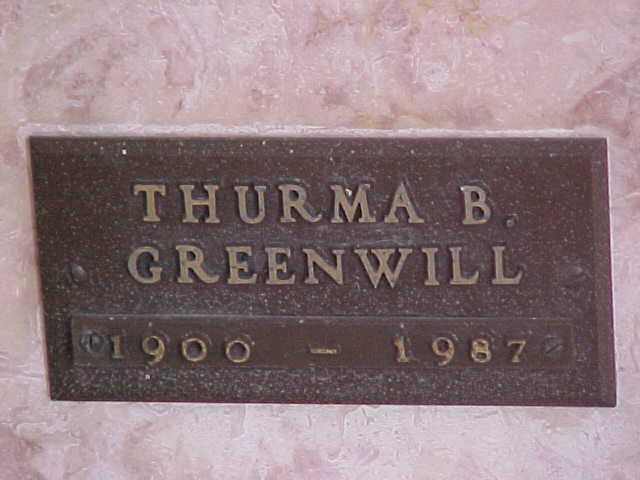 THURMA B.
GREENWILL
1900 - 1987